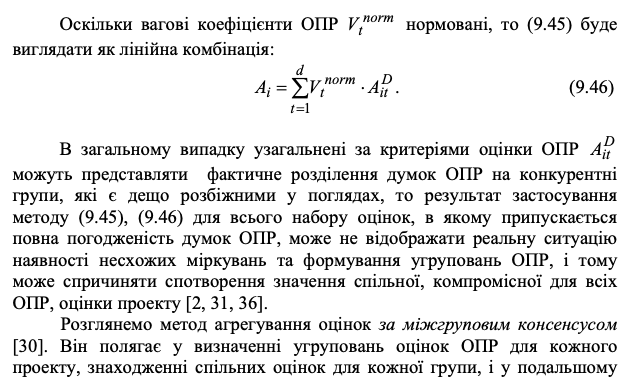 Оскільки вагові коефіцієнти ОПР V_t^norm нормовані, то (9.45) буде
виглядати як лінійна комбінація:
A_i = ∑_{t=1}^{d} V_t^norm · A_it^D . (9.46)
В загальному випадку узагальнені за критеріями оцінки ОПР A_it^D
можуть представляти фактичне розділення думок ОПР на конкурентні
групи, які є дещо розбіжними у поглядах, то результат застосування
методу (9.45), (9.46) для всього набору оцінок, в якому припускається
повна погодженість думок ОПР, може не відображати реальну ситуацію
наявності несхожих міркувань та формування угруповань ОПР, і тому
може спричиняти спотворення значення спільної, компромісної для всіх
ОПР, оцінки проекту [2, 31, 36].
Розглянемо метод агрегування оцінок за міжгруповим консенсусом
[30]. Він полягає у визначенні угруповань оцінок ОПР для кожного
проекту, знаходженні спільних оцінок для кожної групи, і у подальшому